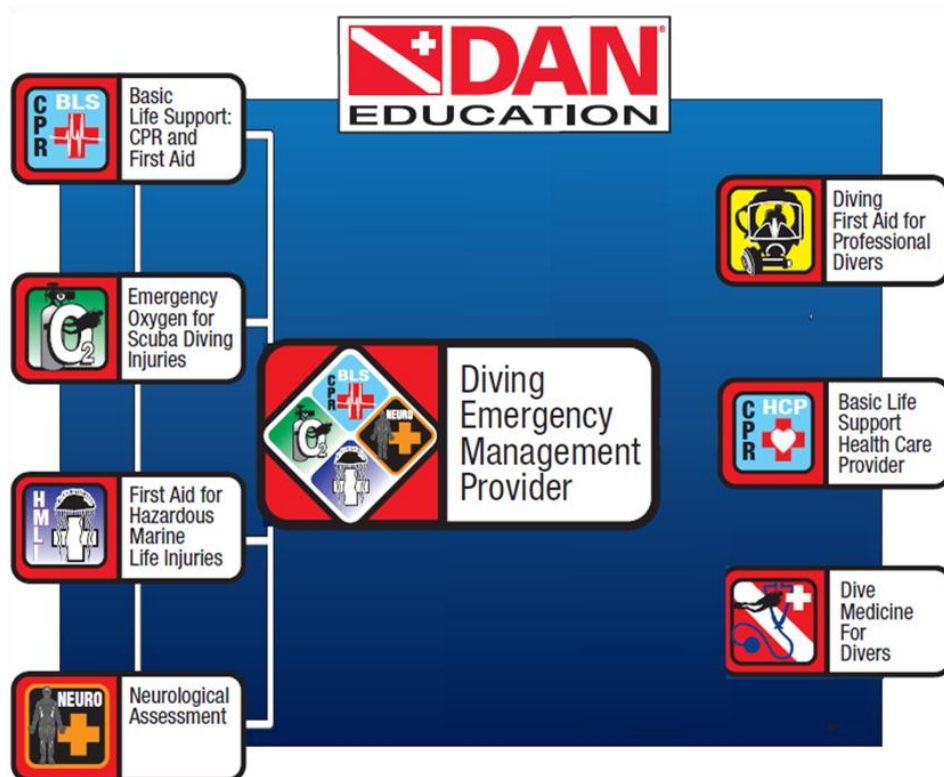 DAN®
EDUCATION
CPR
BLS
Basic
Life Support:
CPR and
First Aid
O2
Emergency
Oxygen for
Scuba Diving
Injuries
HMLI
First Aid for
Hazardous
Marine
Life Injuries
NEURO
Neurological
Assessment
CPR
BLS
O2
NEURO
Diving
Emergency
Management
Provider
Diving
First Aid for
Professional
Divers
CPR
HCP
Basic Life
Support
Health Care
Provider
Dive
Medicine
For
Divers